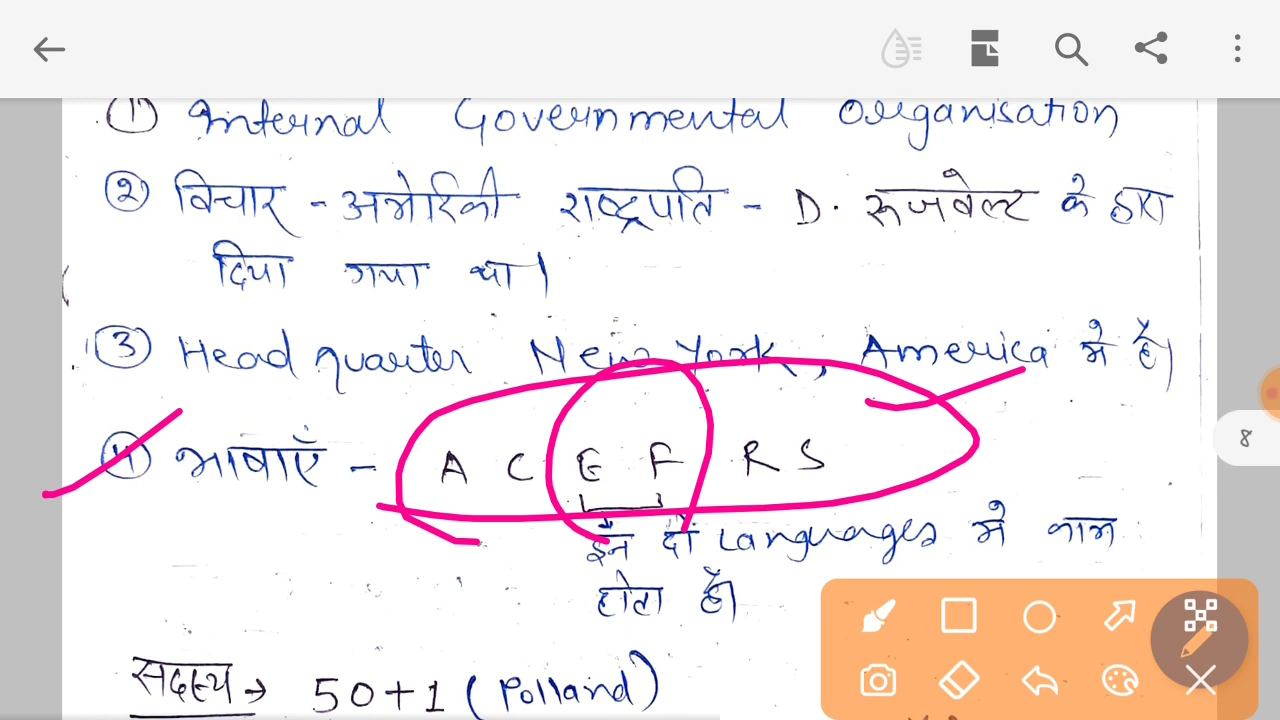 ① Internal Governmental Organisation
② विचार - अमेरिकी राष्ट्रपति - D. रूजवेल्ट के द्वारा
दिया गया था।
③ Head quarter New York, America मे है।
④ भाषाएँ - A C E F R S
इन दो Languages मे काम
होता है।
सदस्य → 50+1 (Polland)
8